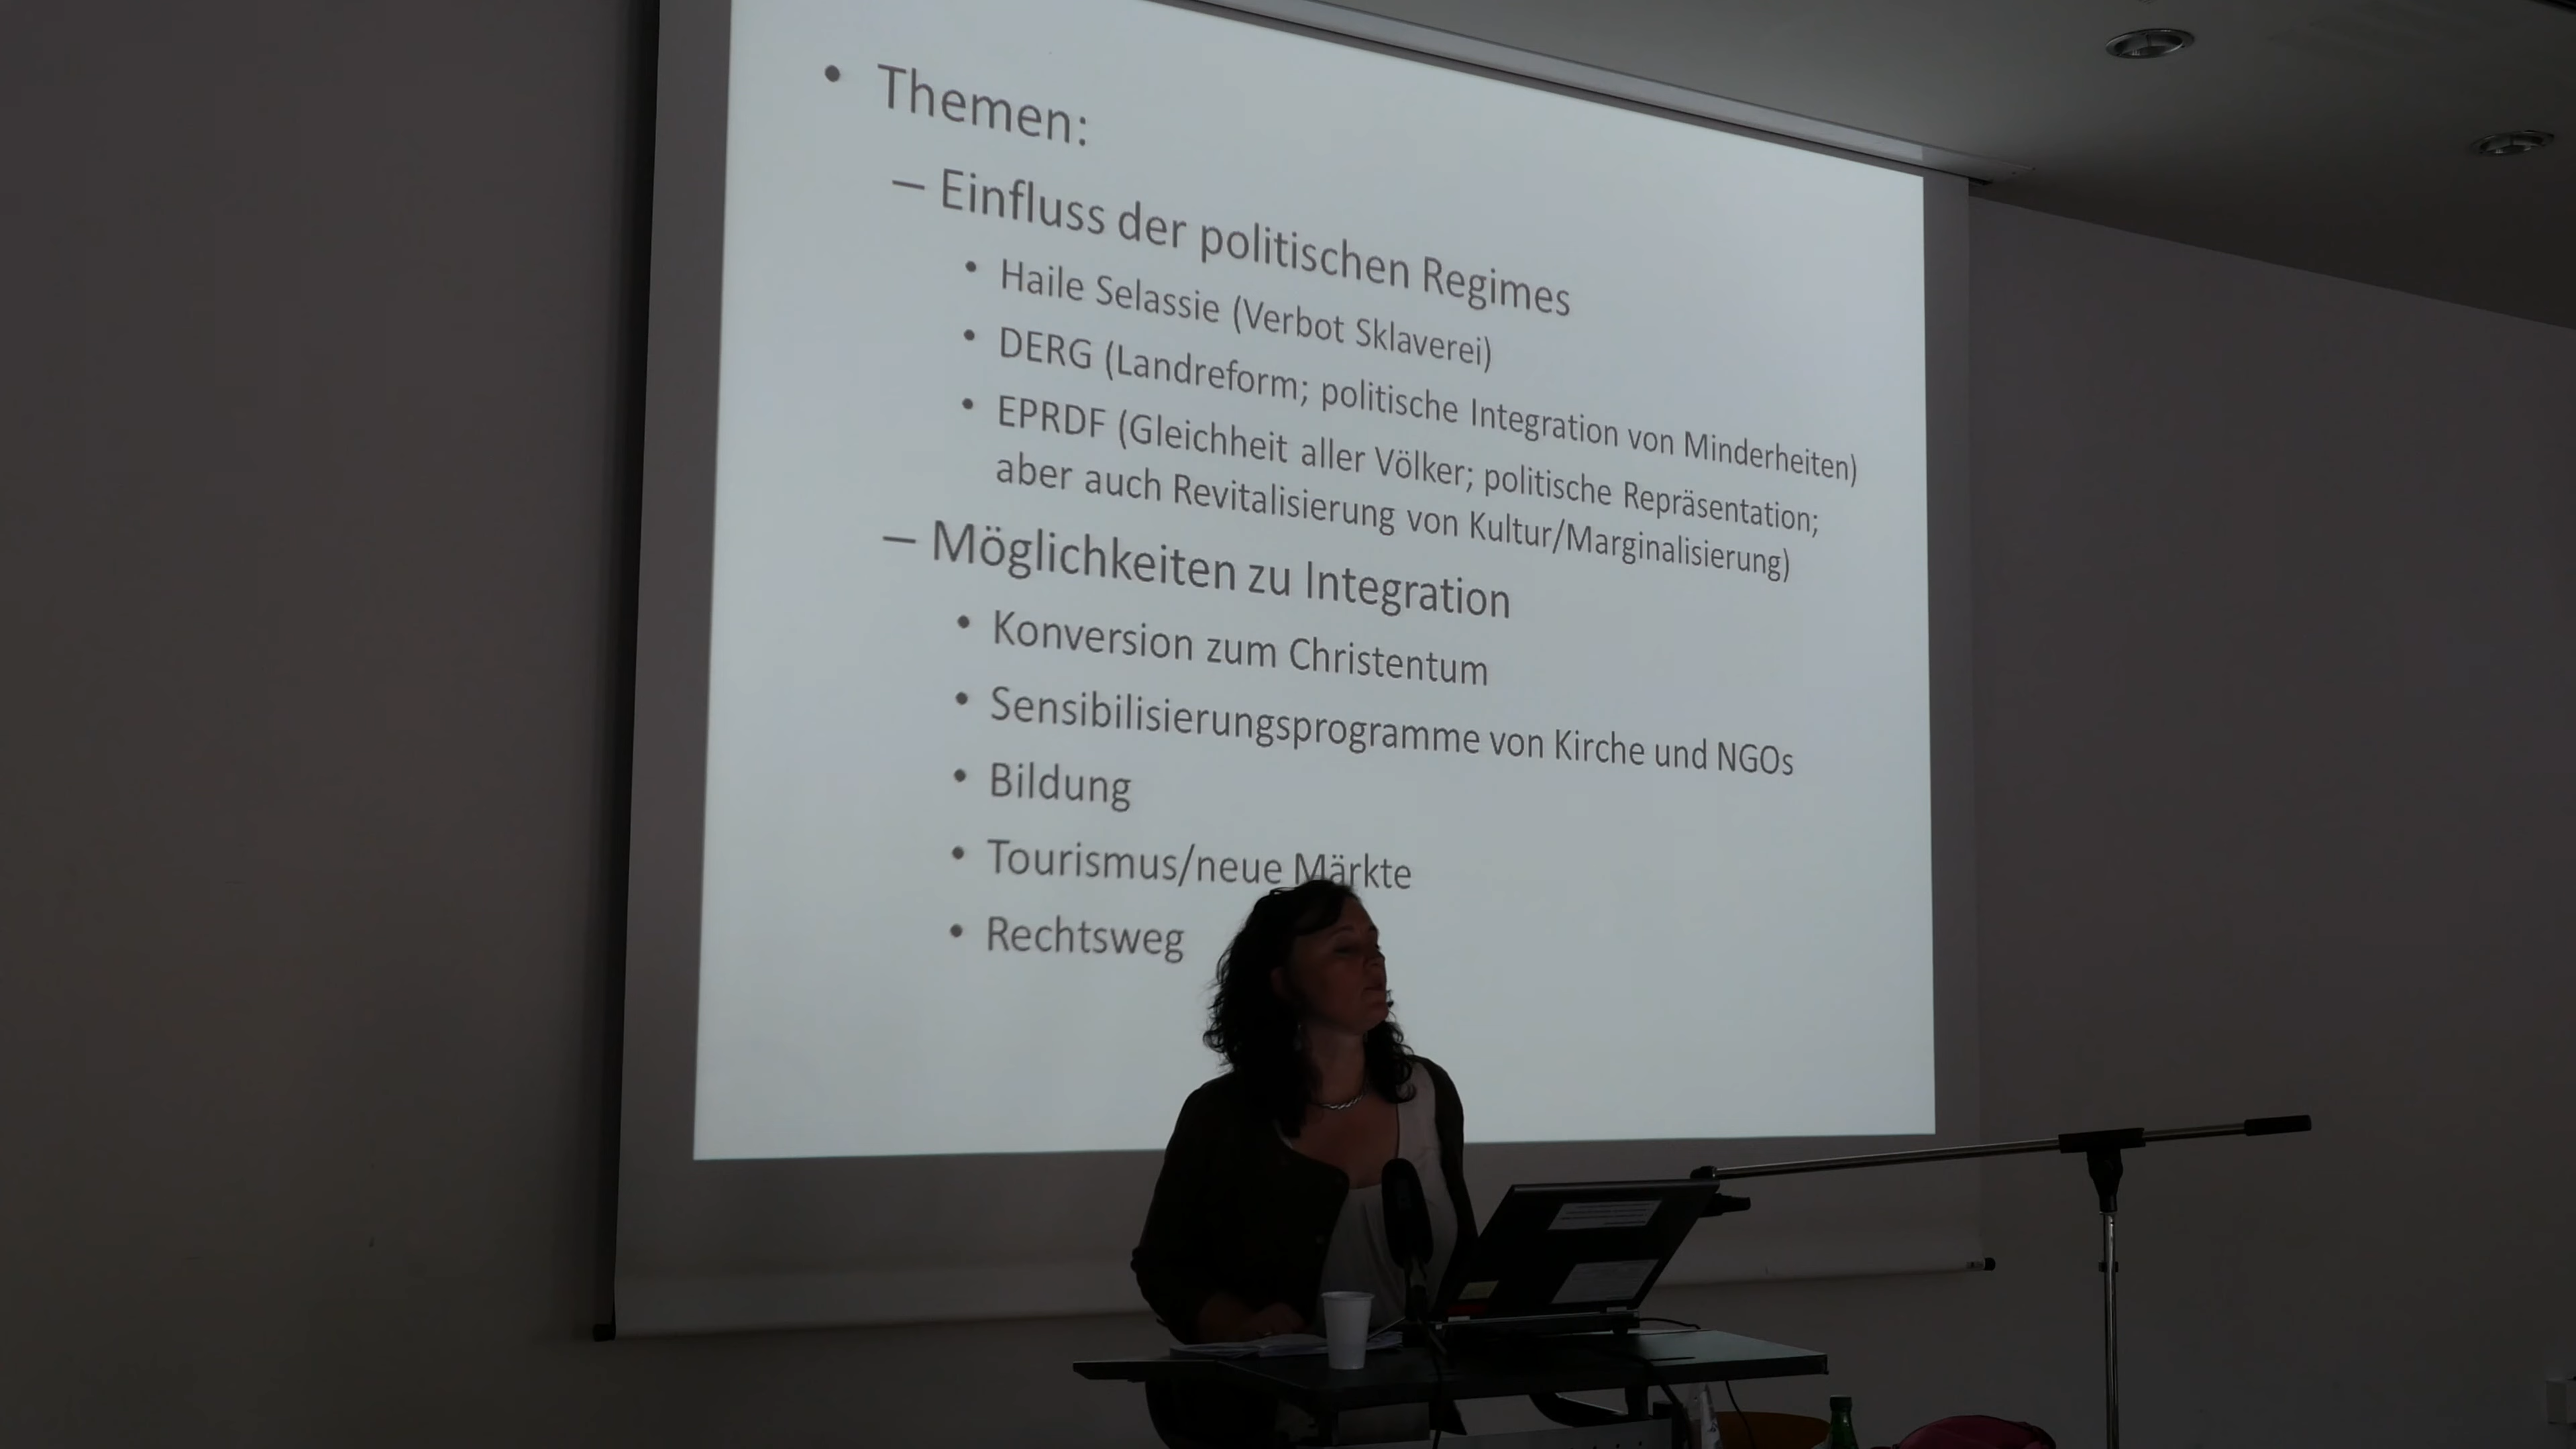 • Themen:
– Einfluss der politischen Regimes
• Haile Selassie (Verbot Sklaverei)
• DERG (Landreform; politische Integration von Minderheiten)
• EPRDF (Gleichheit aller Völker; politische Repräsentation;
aber auch Revitalisierung von Kultur/Marginalisierung)
– Möglichkeiten zu Integration
• Konversion zum Christentum
• Sensibilisierungsprogramme von Kirche und NGOs
• Bildung
• Tourismus/neue Märkte
• Rechtsweg